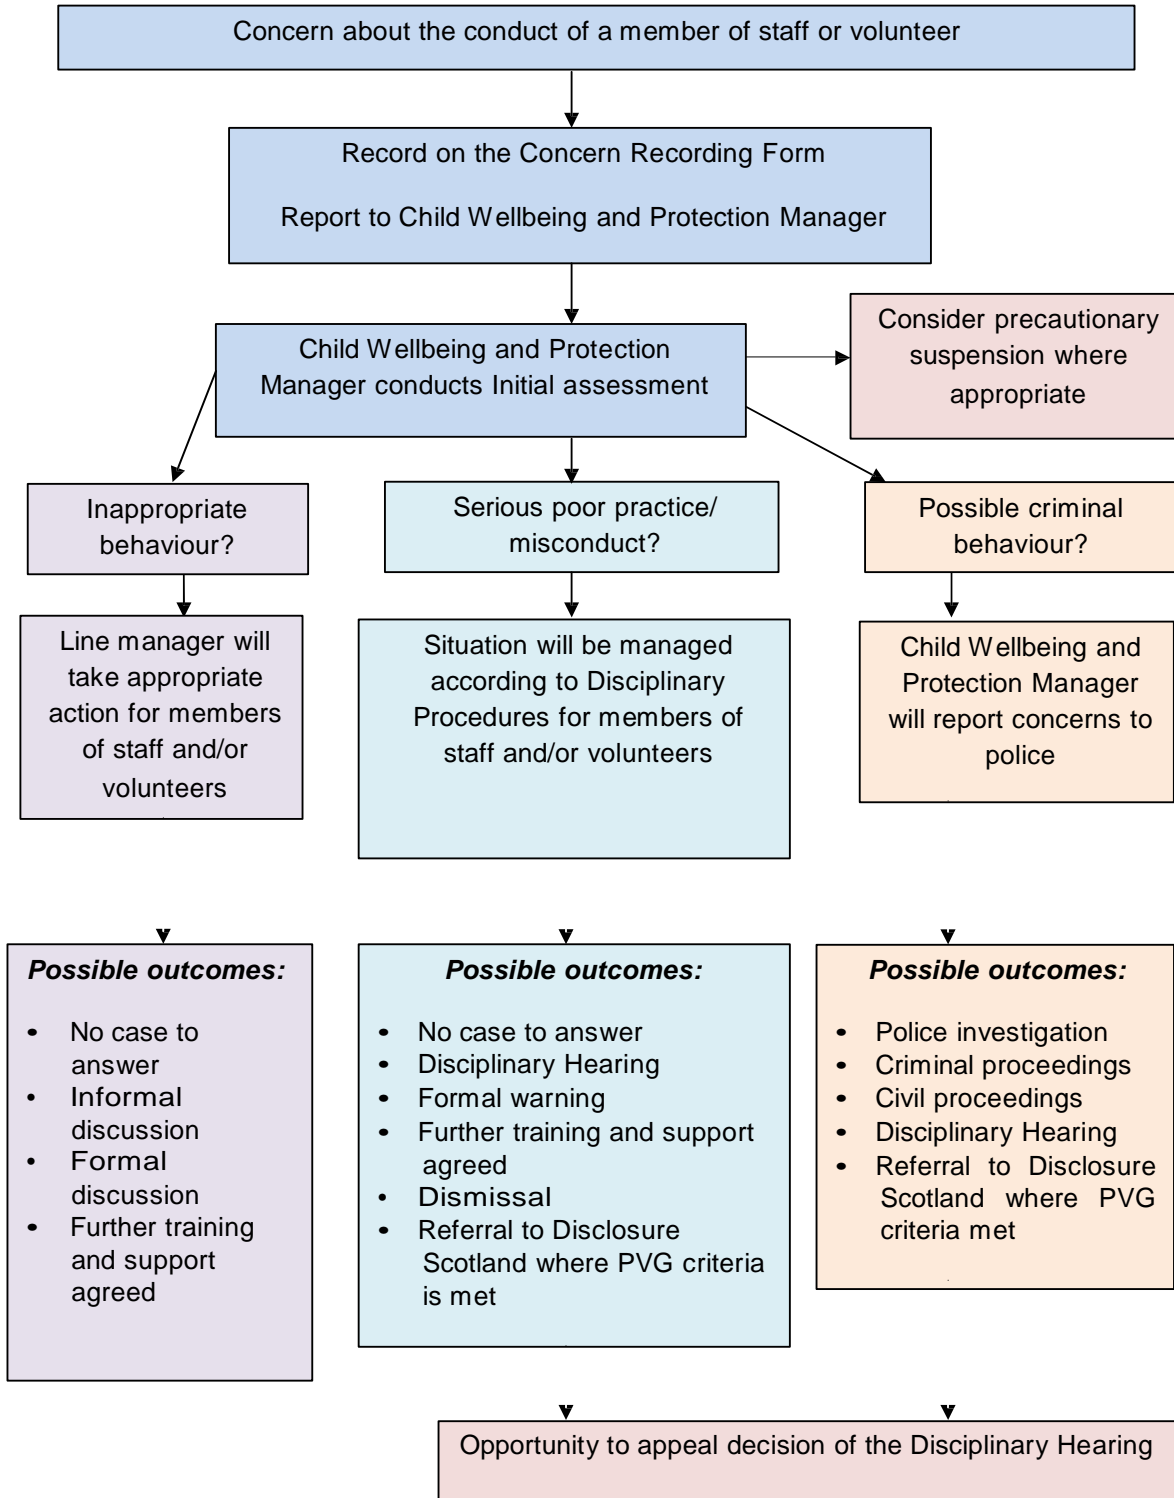 Concern about the conduct of a member of staff or volunteer
Record on the Concern Recording Form
Report to Child Wellbeing and Protection Manager
Consider precautionary
suspension where
appropriate
Child Wellbeing and Protection
Manager conducts Initial assessment
Inappropriate
behaviour?
Serious poor practice/
misconduct?
Possible criminal
behaviour?
Line manager will
take appropriate
action for members
of staff and/or
volunteers
Situation will be managed
according to Disciplinary
Procedures for members of
staff and/or volunteers
Child Wellbeing and
Protection Manager
will report concerns to
police
Possible outcomes:
• No case to
answer
• Informal
discussion
• Formal
discussion
• Further training
and support
agreed
Possible outcomes:
• No case to answer
• Disciplinary Hearing
• Formal warning
• Further training and support
agreed
• Dismissal
• Referral to Disclosure
Scotland where PVG criteria
is met
Possible outcomes:
• Police investigation
• Criminal proceedings
• Civil proceedings
• Disciplinary Hearing
• Referral to Disclosure
Scotland where PVG
criteria met
Opportunity to appeal decision of the Disciplinary Hearing